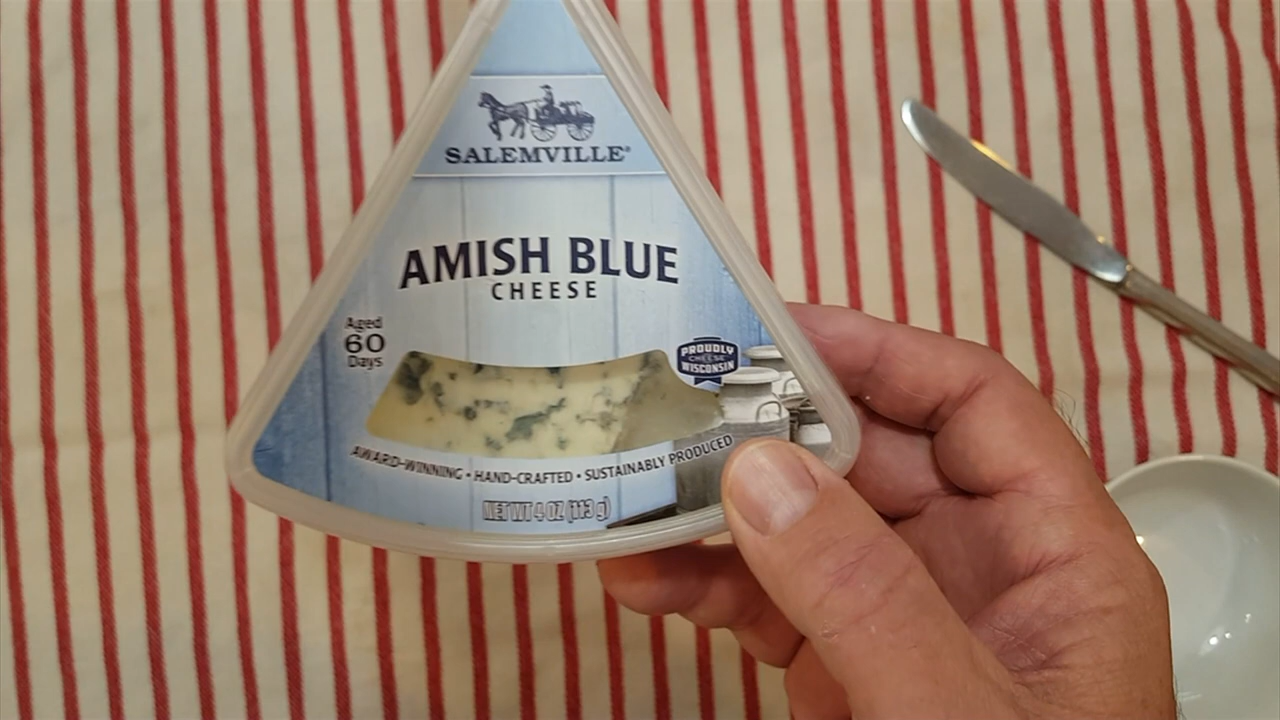 SALEMVILLE®
AMISH BLUE
CHEESE
Aged
60
Days
PROUDLY
WISCONSIN
CHEESE
AWARD-WINNING • HAND-CRAFTED • SUSTAINABLY PRODUCED
NET WT 4 OZ (113 g)